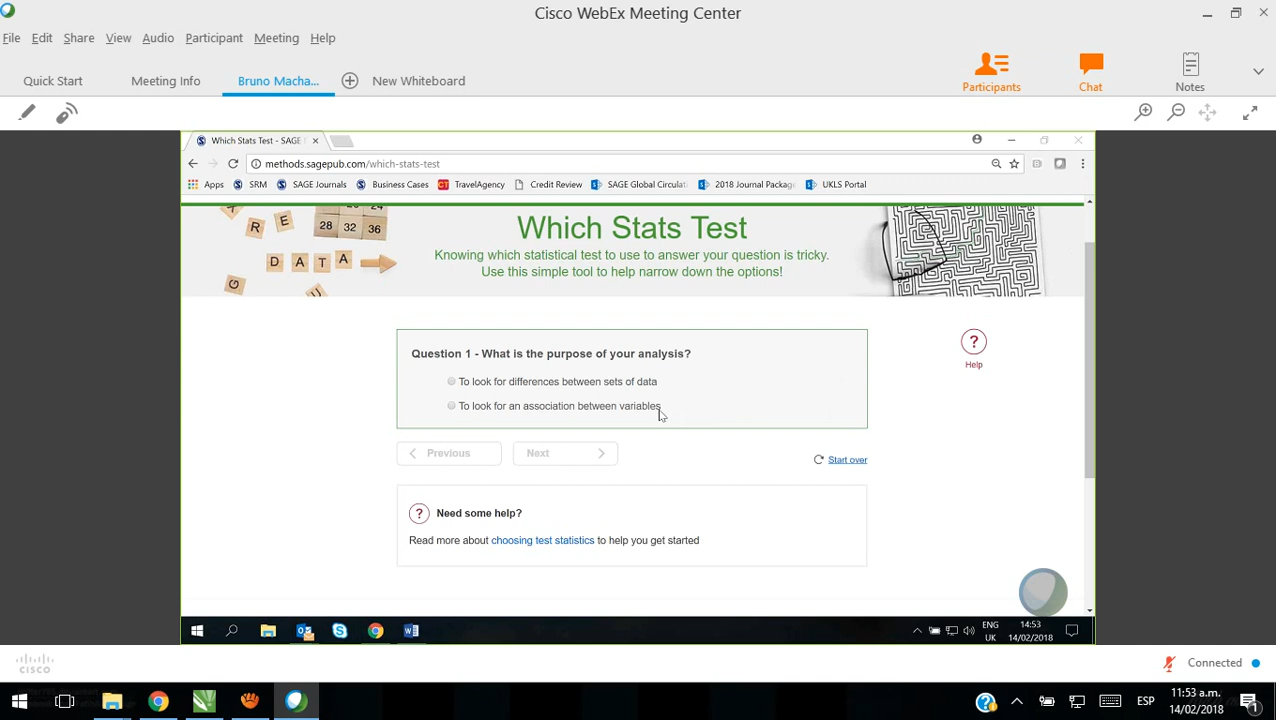 Cisco WebEx Meeting Center
File Edit Share View Audio Participant Meeting Help
Quick Start Meeting Info Bruno Macha... New Whiteboard
Participants Chat Notes
Which Stats Test - SAGE
methods.sagepub.com/which-stats-test
Apps SRM SAGE Journals Business Cases CT TravelAgency Credit Review SAGE Global Circulati 2018 Journal Package UKLS Portal
R E 28 32 36
D A T A
G
Which Stats Test
Knowing which statistical test to use to answer your question is tricky.
Use this simple tool to help narrow down the options!
Question 1 - What is the purpose of your analysis?
To look for differences between sets of data
To look for an association between variables
? Help
Previous Next
Start over
? Need some help?
Read more about choosing test statistics to help you get started
ENG 14:53
UK 14/02/2018
cisco
Connected
ESP 11:53 a.m.
14/02/2018
1